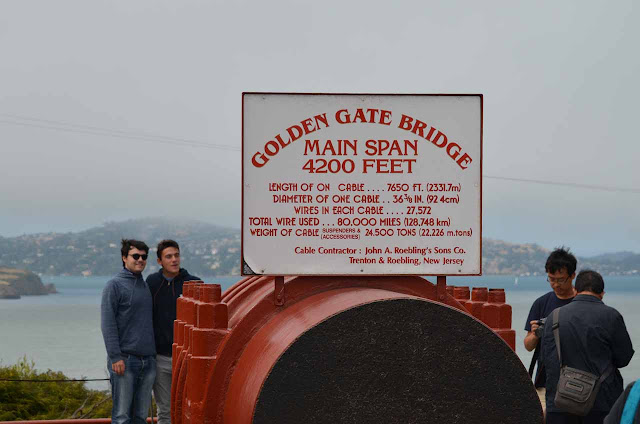 GOLDEN GATE BRIDGE
MAIN SPAN
4200 FEET
LENGTH OF ON CABLE .... 7650 FT. (2331.7m)
DIAMETER OF ONE CABLE .. 36 3/8 IN. (92.4cm)
WIRES IN EACH CABLE .... 27,572
TOTAL WIRE USED ... 80,000 MILES (128,748 km)
WEIGHT OF CABLE SUSPENDERS & ACCESSORIES 24,500 TONS (22,226 m.tons)
Cable Contractor : John A. Roebling's Sons Co.
Trenton & Roebling, New Jersey